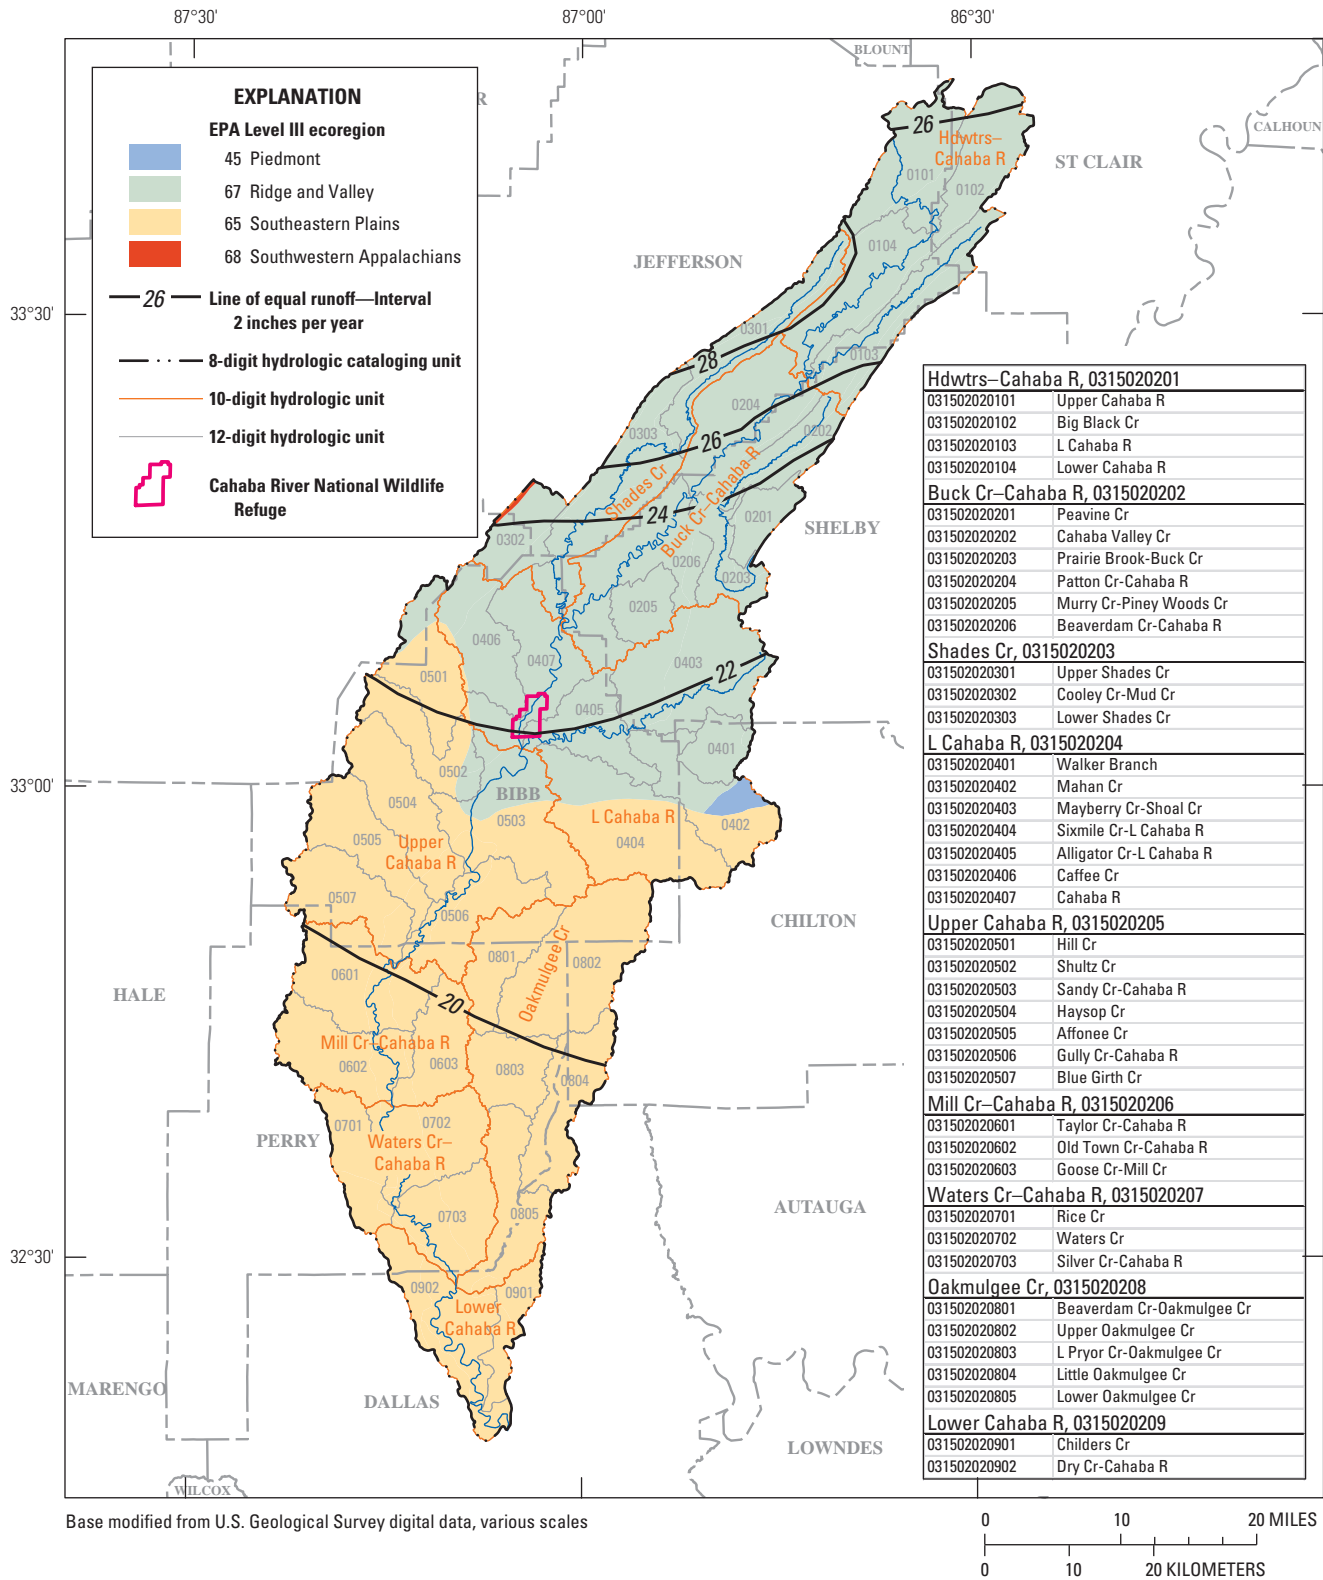 87°30'
87°00'
86°30'
33°30'
33°00'
32°30'
EXPLANATION
EPA Level III ecoregion
45 Piedmont
67 Ridge and Valley
65 Southeastern Plains
68 Southwestern Appalachians
26 Line of equal runoff—Interval
2 inches per year
8-digit hydrologic cataloging unit
10-digit hydrologic unit
12-digit hydrologic unit
Cahaba River National Wildlife
Refuge
R
BLOUNT
CALHOUN
ST CLAIR
JEFFERSON
SHELBY
BIBB
CHILTON
HALE
PERRY
AUTAUGA
MARENGO
DALLAS
LOWNDES
WILCOX
26
Hdwtrs–
Cahaba R
0101
0102
0104
0301
28
0103
0204
26
0202
0303
Shades Cr
Buck Cr–Cahaba R
24
0201
0302
0206
0203
0205
0406
0407
0403
22
0501
0405
0401
0502
0504
0503
L Cahaba R
0402
0404
0505
Upper
Cahaba R
0507
0506
0801
Oakmulgee Cr
0802
0601
20
Mill Cr–Cahaba R
0602
0603
0803
0804
0701
0702
Waters Cr–
Cahaba R
0703
0805
0902
0901
Lower
Cahaba R
Hdwtrs–Cahaba R, 0315020201
031502020101 Upper Cahaba R
031502020102 Big Black Cr
031502020103 L Cahaba R
031502020104 Lower Cahaba R
Buck Cr–Cahaba R, 0315020202
031502020201 Peavine Cr
031502020202 Cahaba Valley Cr
031502020203 Prairie Brook-Buck Cr
031502020204 Patton Cr-Cahaba R
031502020205 Murry Cr-Piney Woods Cr
031502020206 Beaverdam Cr-Cahaba R
Shades Cr, 0315020203
031502020301 Upper Shades Cr
031502020302 Cooley Cr-Mud Cr
031502020303 Lower Shades Cr
L Cahaba R, 0315020204
031502020401 Walker Branch
031502020402 Mahan Cr
031502020403 Mayberry Cr-Shoal Cr
031502020404 Sixmile Cr-L Cahaba R
031502020405 Alligator Cr-L Cahaba R
031502020406 Caffee Cr
031502020407 Cahaba R
Upper Cahaba R, 0315020205
031502020501 Hill Cr
031502020502 Shultz Cr
031502020503 Sandy Cr-Cahaba R
031502020504 Haysop Cr
031502020505 Affonee Cr
031502020506 Gully Cr-Cahaba R
031502020507 Blue Girth Cr
Mill Cr–Cahaba R, 0315020206
031502020601 Taylor Cr-Cahaba R
031502020602 Old Town Cr-Cahaba R
031502020603 Goose Cr-Mill Cr
Waters Cr–Cahaba R, 0315020207
031502020701 Rice Cr
031502020702 Waters Cr
031502020703 Silver Cr-Cahaba R
Oakmulgee Cr, 0315020208
031502020801 Beaverdam Cr-Oakmulgee Cr
031502020802 Upper Oakmulgee Cr
031502020803 L Pryor Cr-Oakmulgee Cr
031502020804 Little Oakmulgee Cr
031502020805 Lower Oakmulgee Cr
Lower Cahaba R, 0315020209
031502020901 Childers Cr
031502020902 Dry Cr-Cahaba R
Base modified from U.S. Geological Survey digital data, various scales
0 10 20 MILES
0 10 20 KILOMETERS